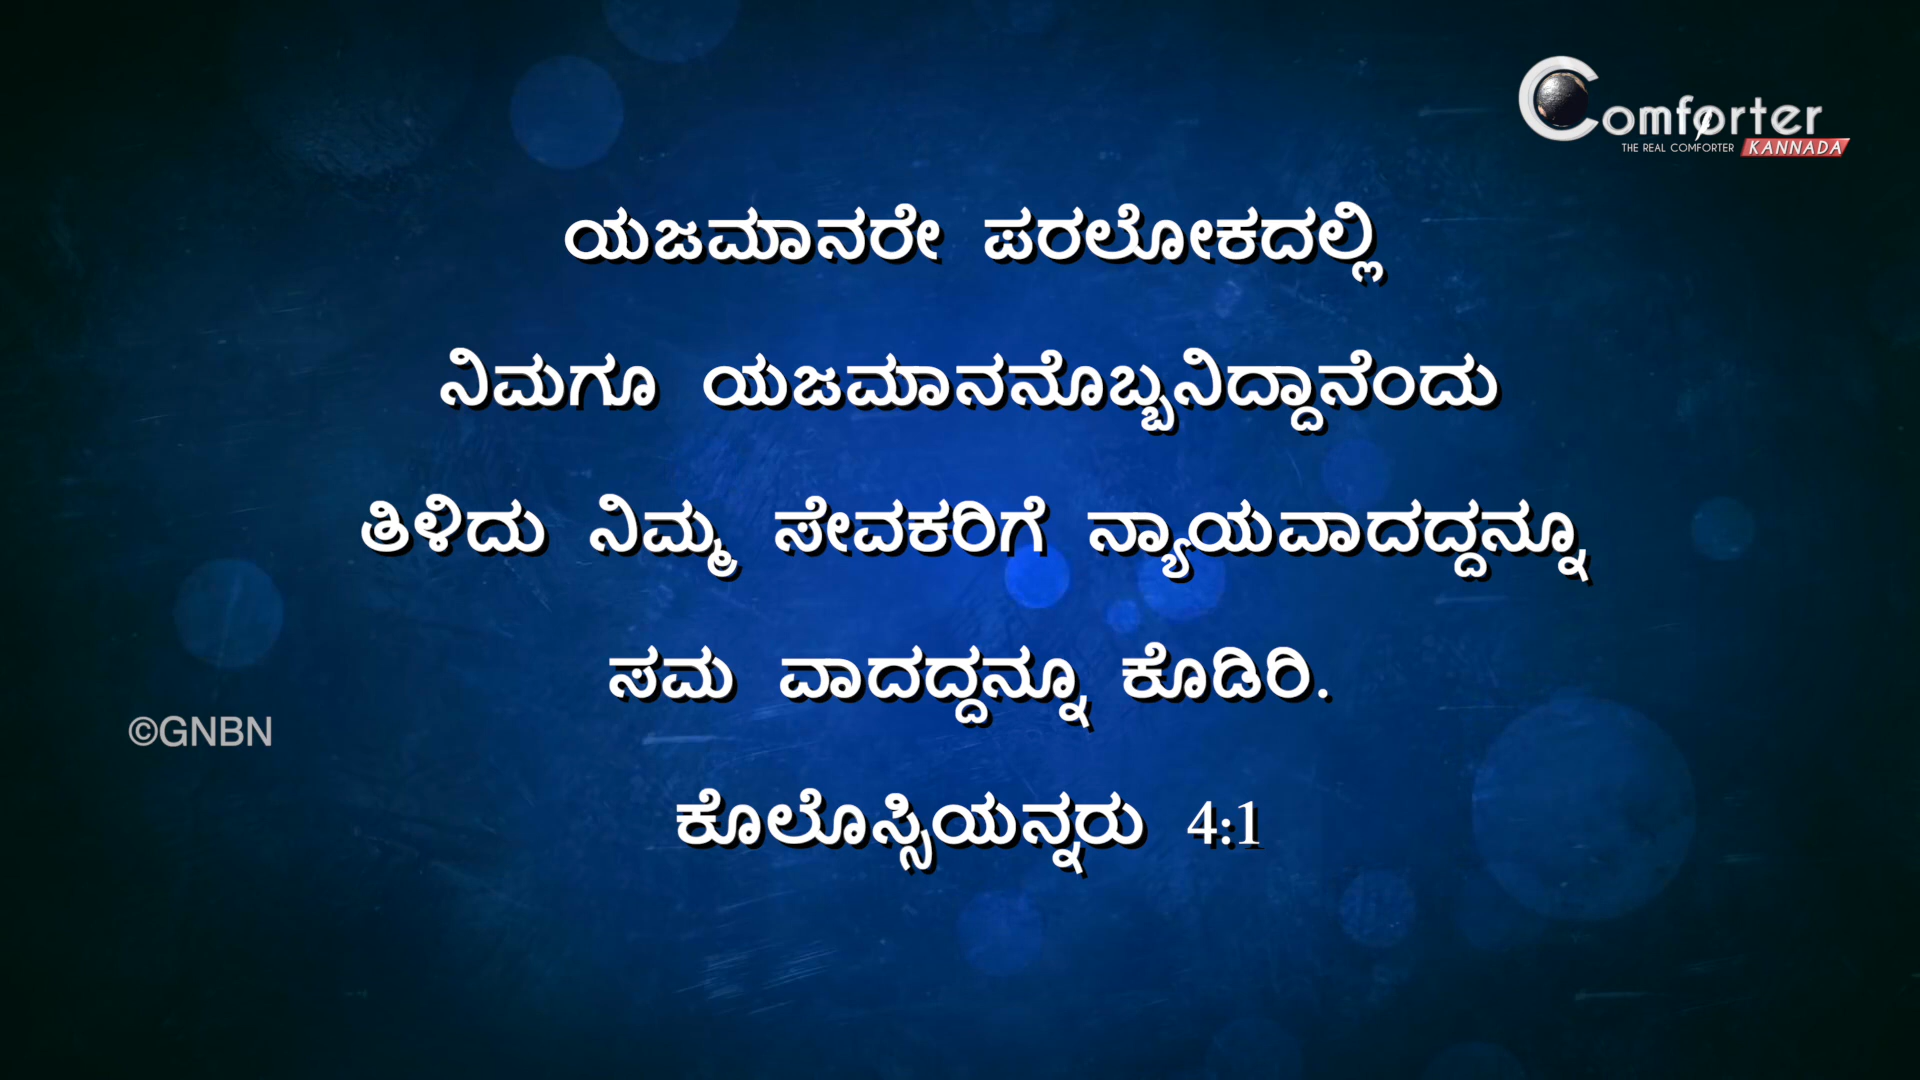 Comforter
THE REAL COMFORTER KANNADA
ಯಜಮಾನರೇ ಪರಲೋಕದಲ್ಲಿ
ನಿಮಗೂ ಯಜಮಾನನೊಬ್ಬನಿದ್ದಾನೆಂದು
ತಿಳಿದು ನಿಮ್ಮ ಸೇವಕರಿಗೆ ನ್ಯಾಯವಾದದ್ದನ್ನೂ
ಸಮ ವಾದದ್ದನ್ನೂ ಕೊಡಿರಿ.
©GNBN
ಕೊಲೊಸ್ಸಿಯನ್ನರು 4:1